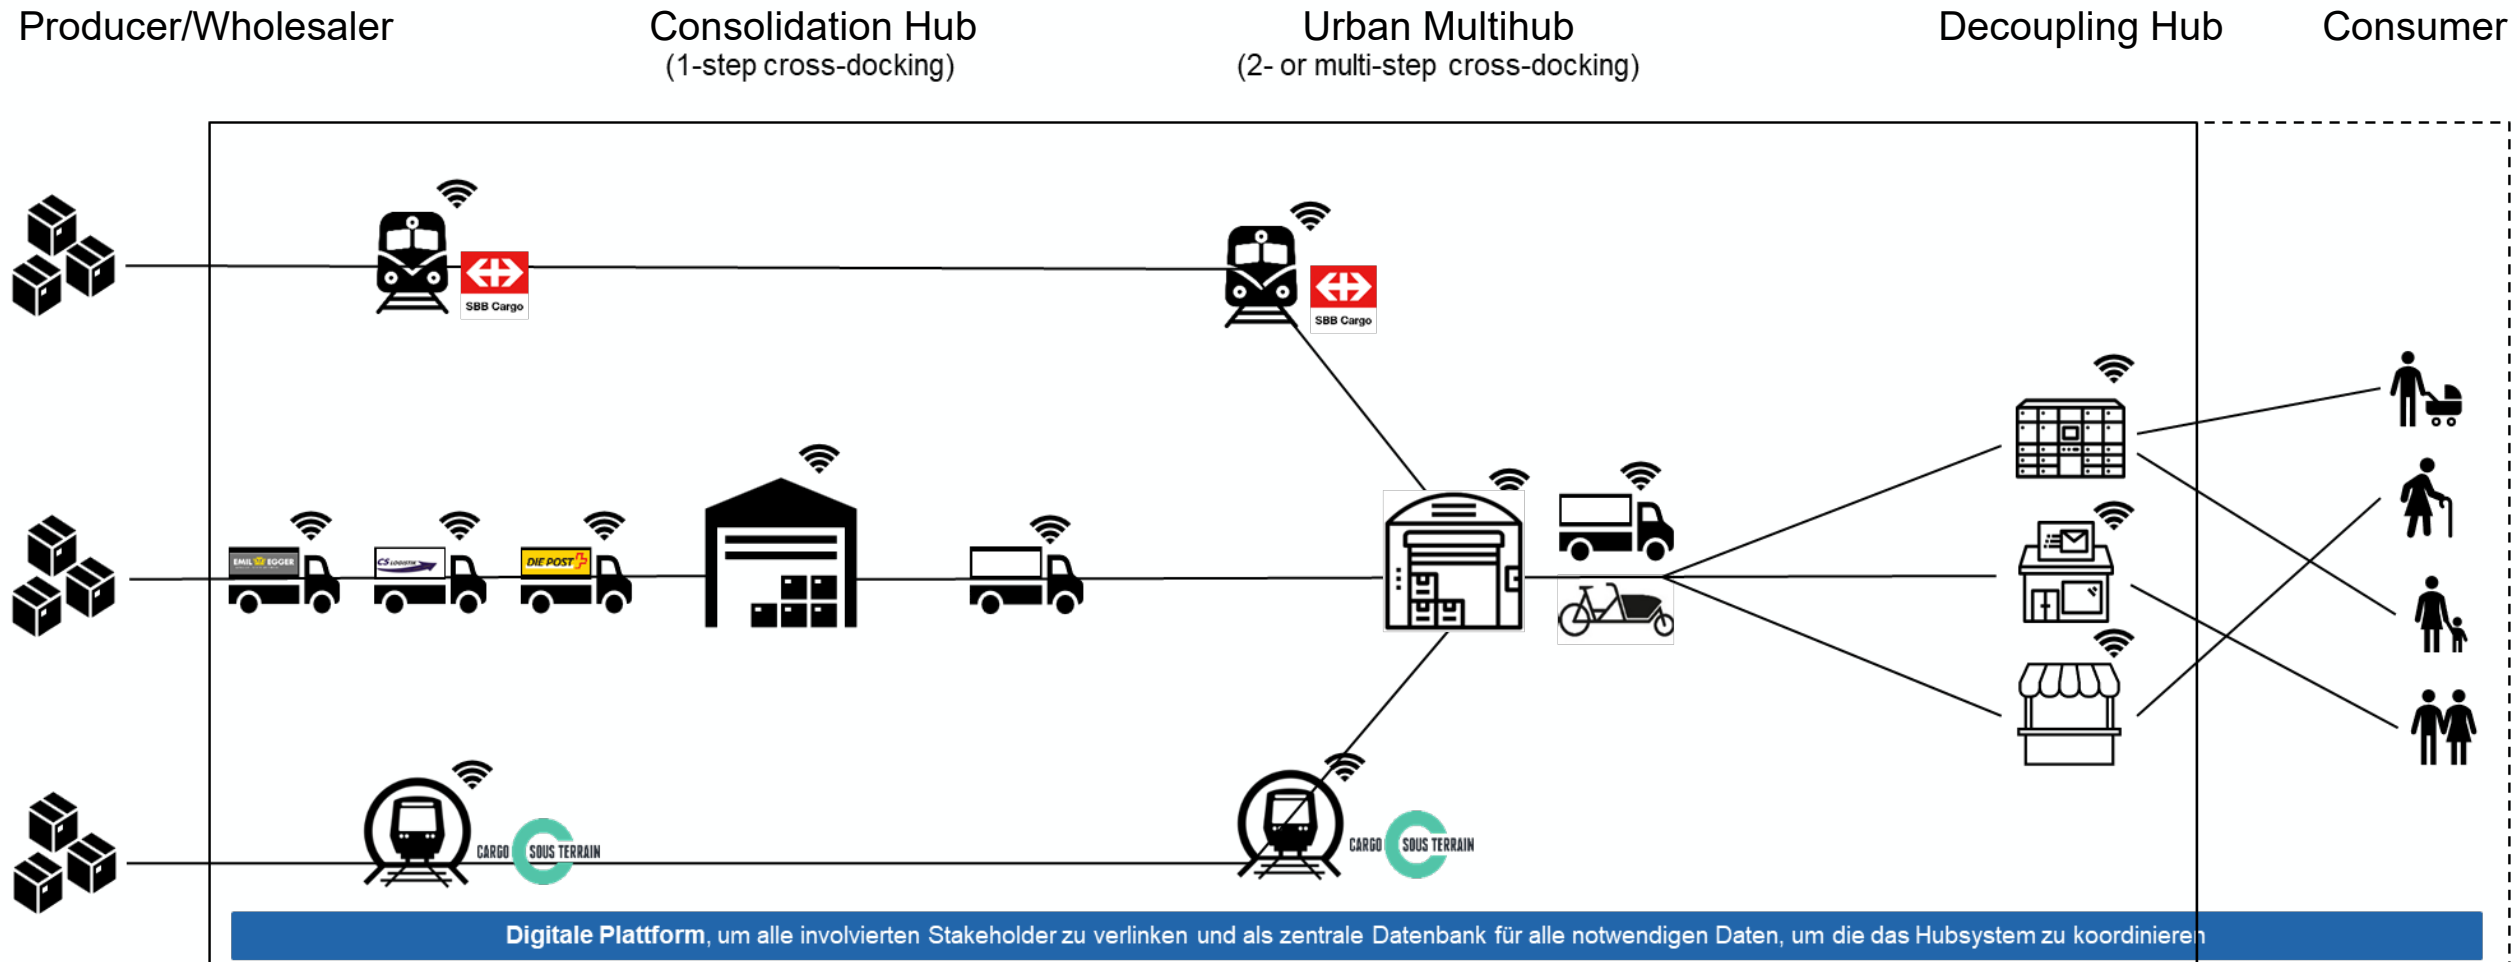 Producer/Wholesaler
Consolidation Hub
(1-step cross-docking)
Urban Multihub
(2- or multi-step cross-docking)
Decoupling Hub
Consumer
SBB Cargo
SBB Cargo
EMIL EGGER
CS LOGISTIK
DIE POST
CARGO SOUS TERRAIN
CARGO SOUS TERRAIN
Digitale Plattform, um alle involvierten Stakeholder zu verlinken und als zentrale Datenbank für alle notwendigen Daten, um die das Hubsystem zu koordinieren